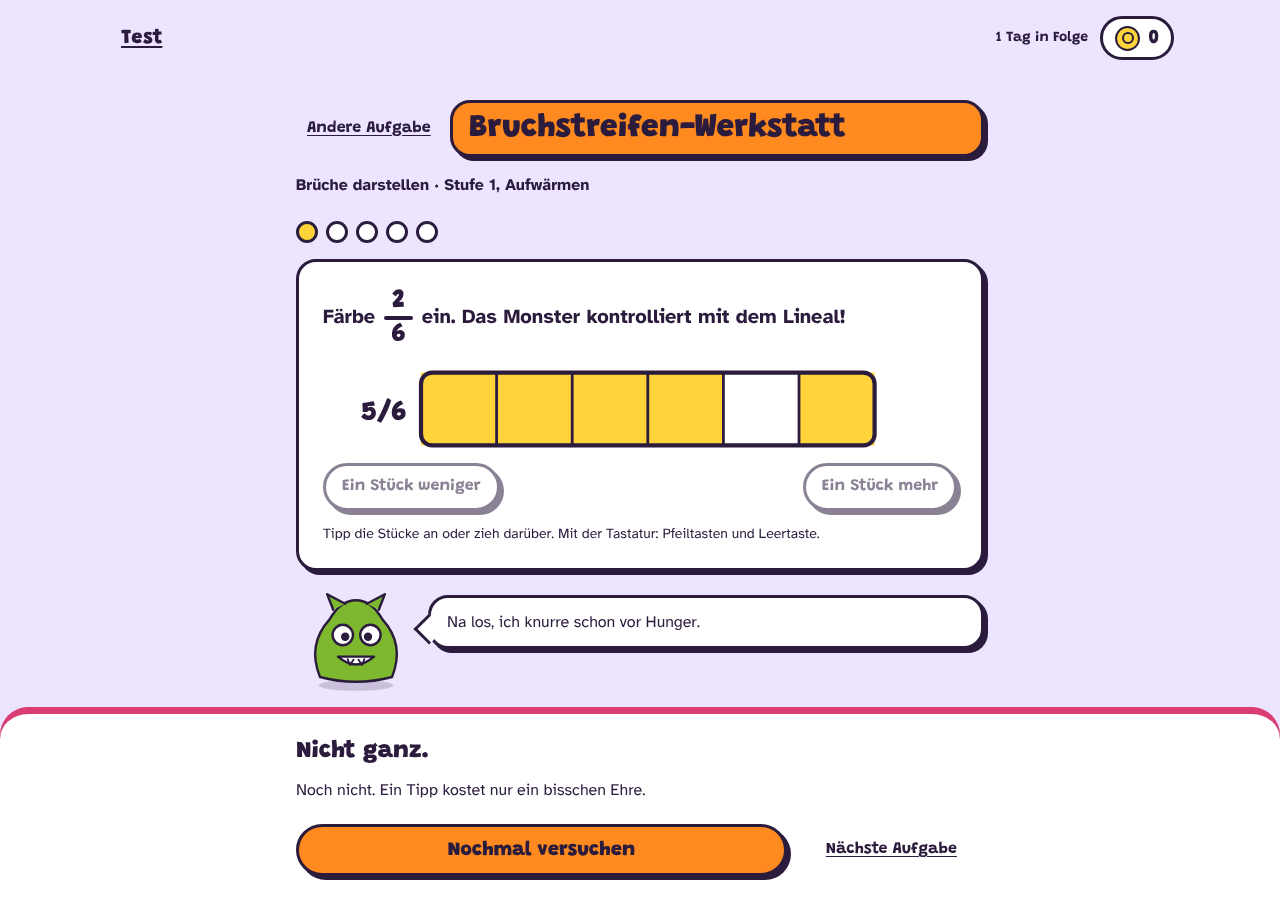 Test
1 Tag in Folge
0
Andere Aufgabe
Bruchstreifen-Werkstatt
Brüche darstellen · Stufe 1, Aufwärmen
Färbe 2/6 ein. Das Monster kontrolliert mit dem Lineal!
5/6
Ein Stück weniger
Ein Stück mehr
Tipp die Stücke an oder zieh darüber. Mit der Tastatur: Pfeiltasten und Leertaste.
Na los, ich knurre schon vor Hunger.
Nicht ganz.
Noch nicht. Ein Tipp kostet nur ein bisschen Ehre.
Nochmal versuchen
Nächste Aufgabe